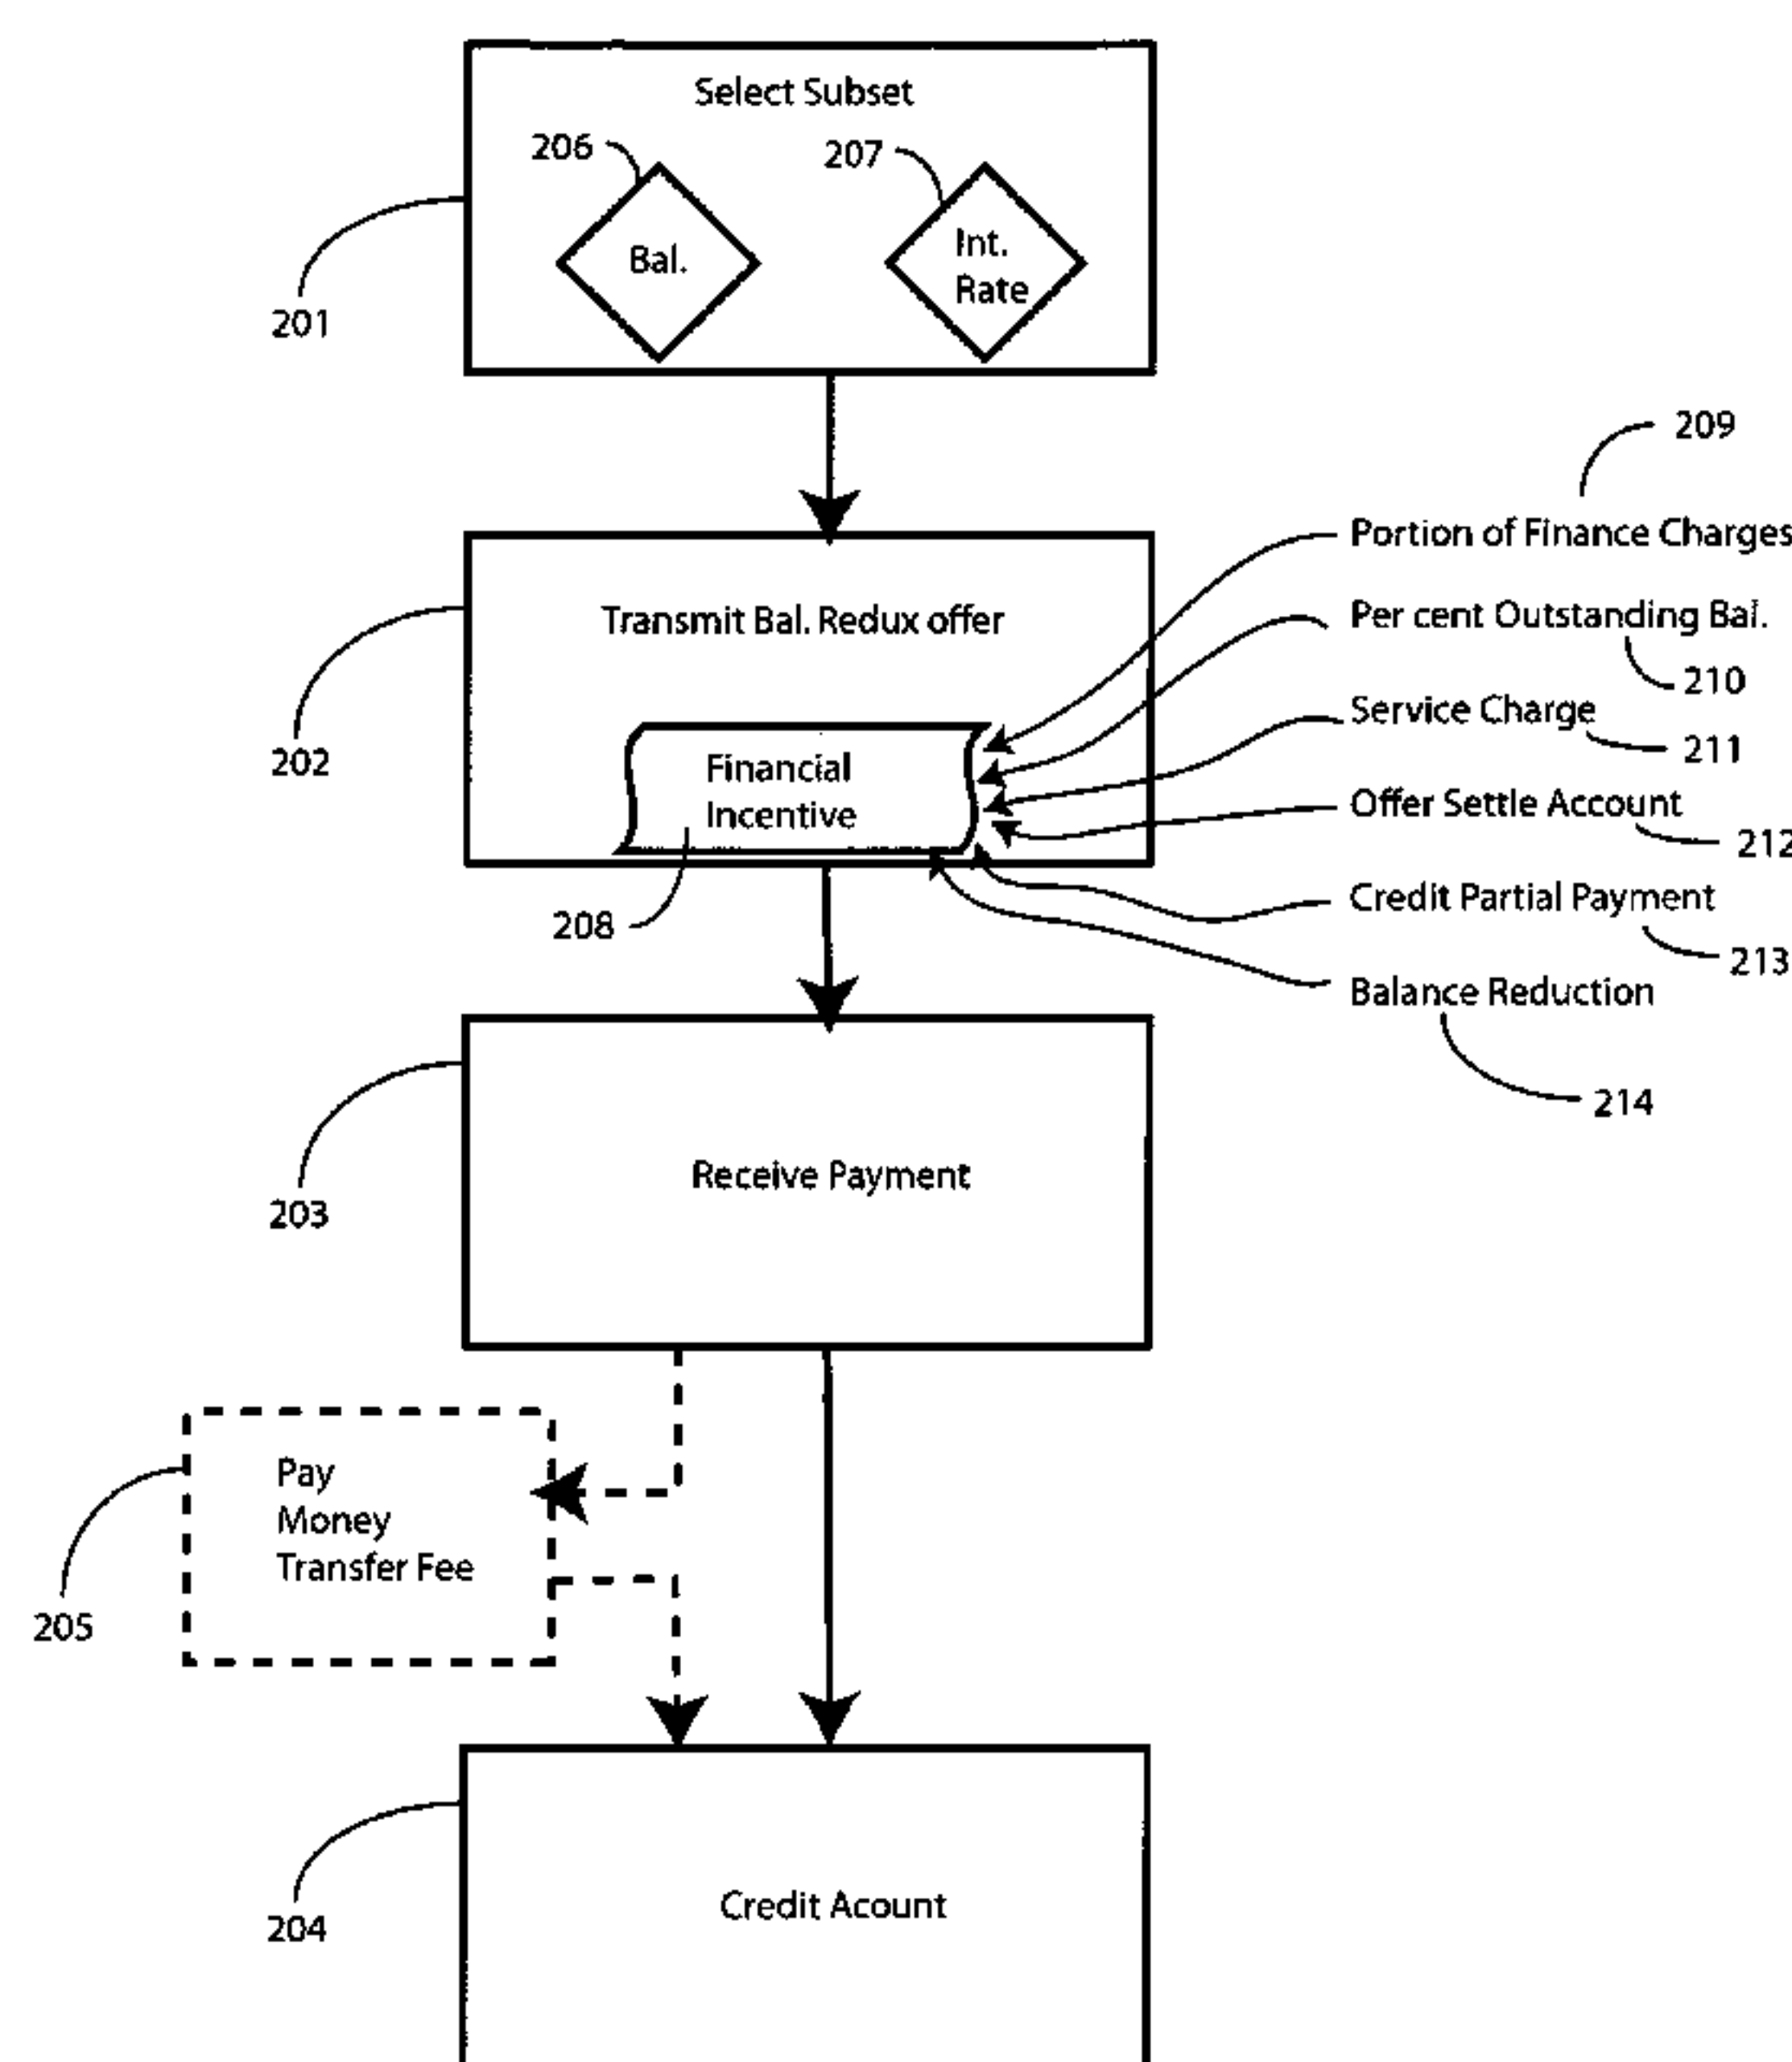 Select Subset
206
207
Bal.
Int.
Rate
201
209
Portion of Finance Charges
Transmit Bal. Redux offer
Per cent Outstanding Bal.
210
Service Charge
211
202
Financial
Incentive
Offer Settle Account
212
208
Credit Partial Payment
213
Balance Reduction
214
Receive Payment
203
Pay
Money
Transfer Fee
205
Credit Acount
204